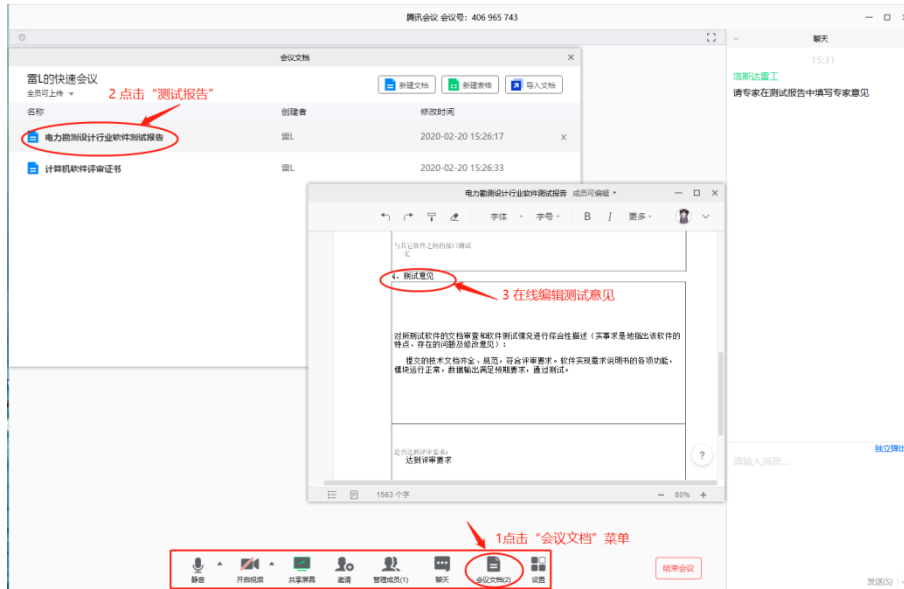 腾讯会议 会议号：406 965 743
聊天
15:31
洛斯达雷工
请专家在测试报告中填写专家意见
会议文档
雷L的快速会议
全员可上传
新建文档
新建表格
导入文档
2 点击“测试报告”
名称 创建者 修改时间
电力勘测设计行业软件测试报告 雷L 2020-02-20 15:26:17
计算机软件评审证书 雷L 2020-02-20 15:26:33
电力勘测设计行业软件测试报告 成员可编辑
字体 字号 B I 更多
与其它软件之间的接口测试
无
4、测试意见
3 在线编辑测试意见
对所测试软件的文档审查和软件测试情况进行综合性描述（实事求是地指出该软件的
特点、存在的问题及修改意见）：
提交的技术文档齐全、规范，符合评审要求。软件实现需求说明书的各项功能，
模块运行正常，数据输出满足预期要求，通过测试。
是否达到评审要求：
达到评审要求
1563 个字 80%
独立弹出
请输入消息...
1点击“会议文档”菜单
静音 开启视频 共享屏幕 邀请 管理成员(1) 聊天 会议文档(2) 设置
结束会议
发送(S)